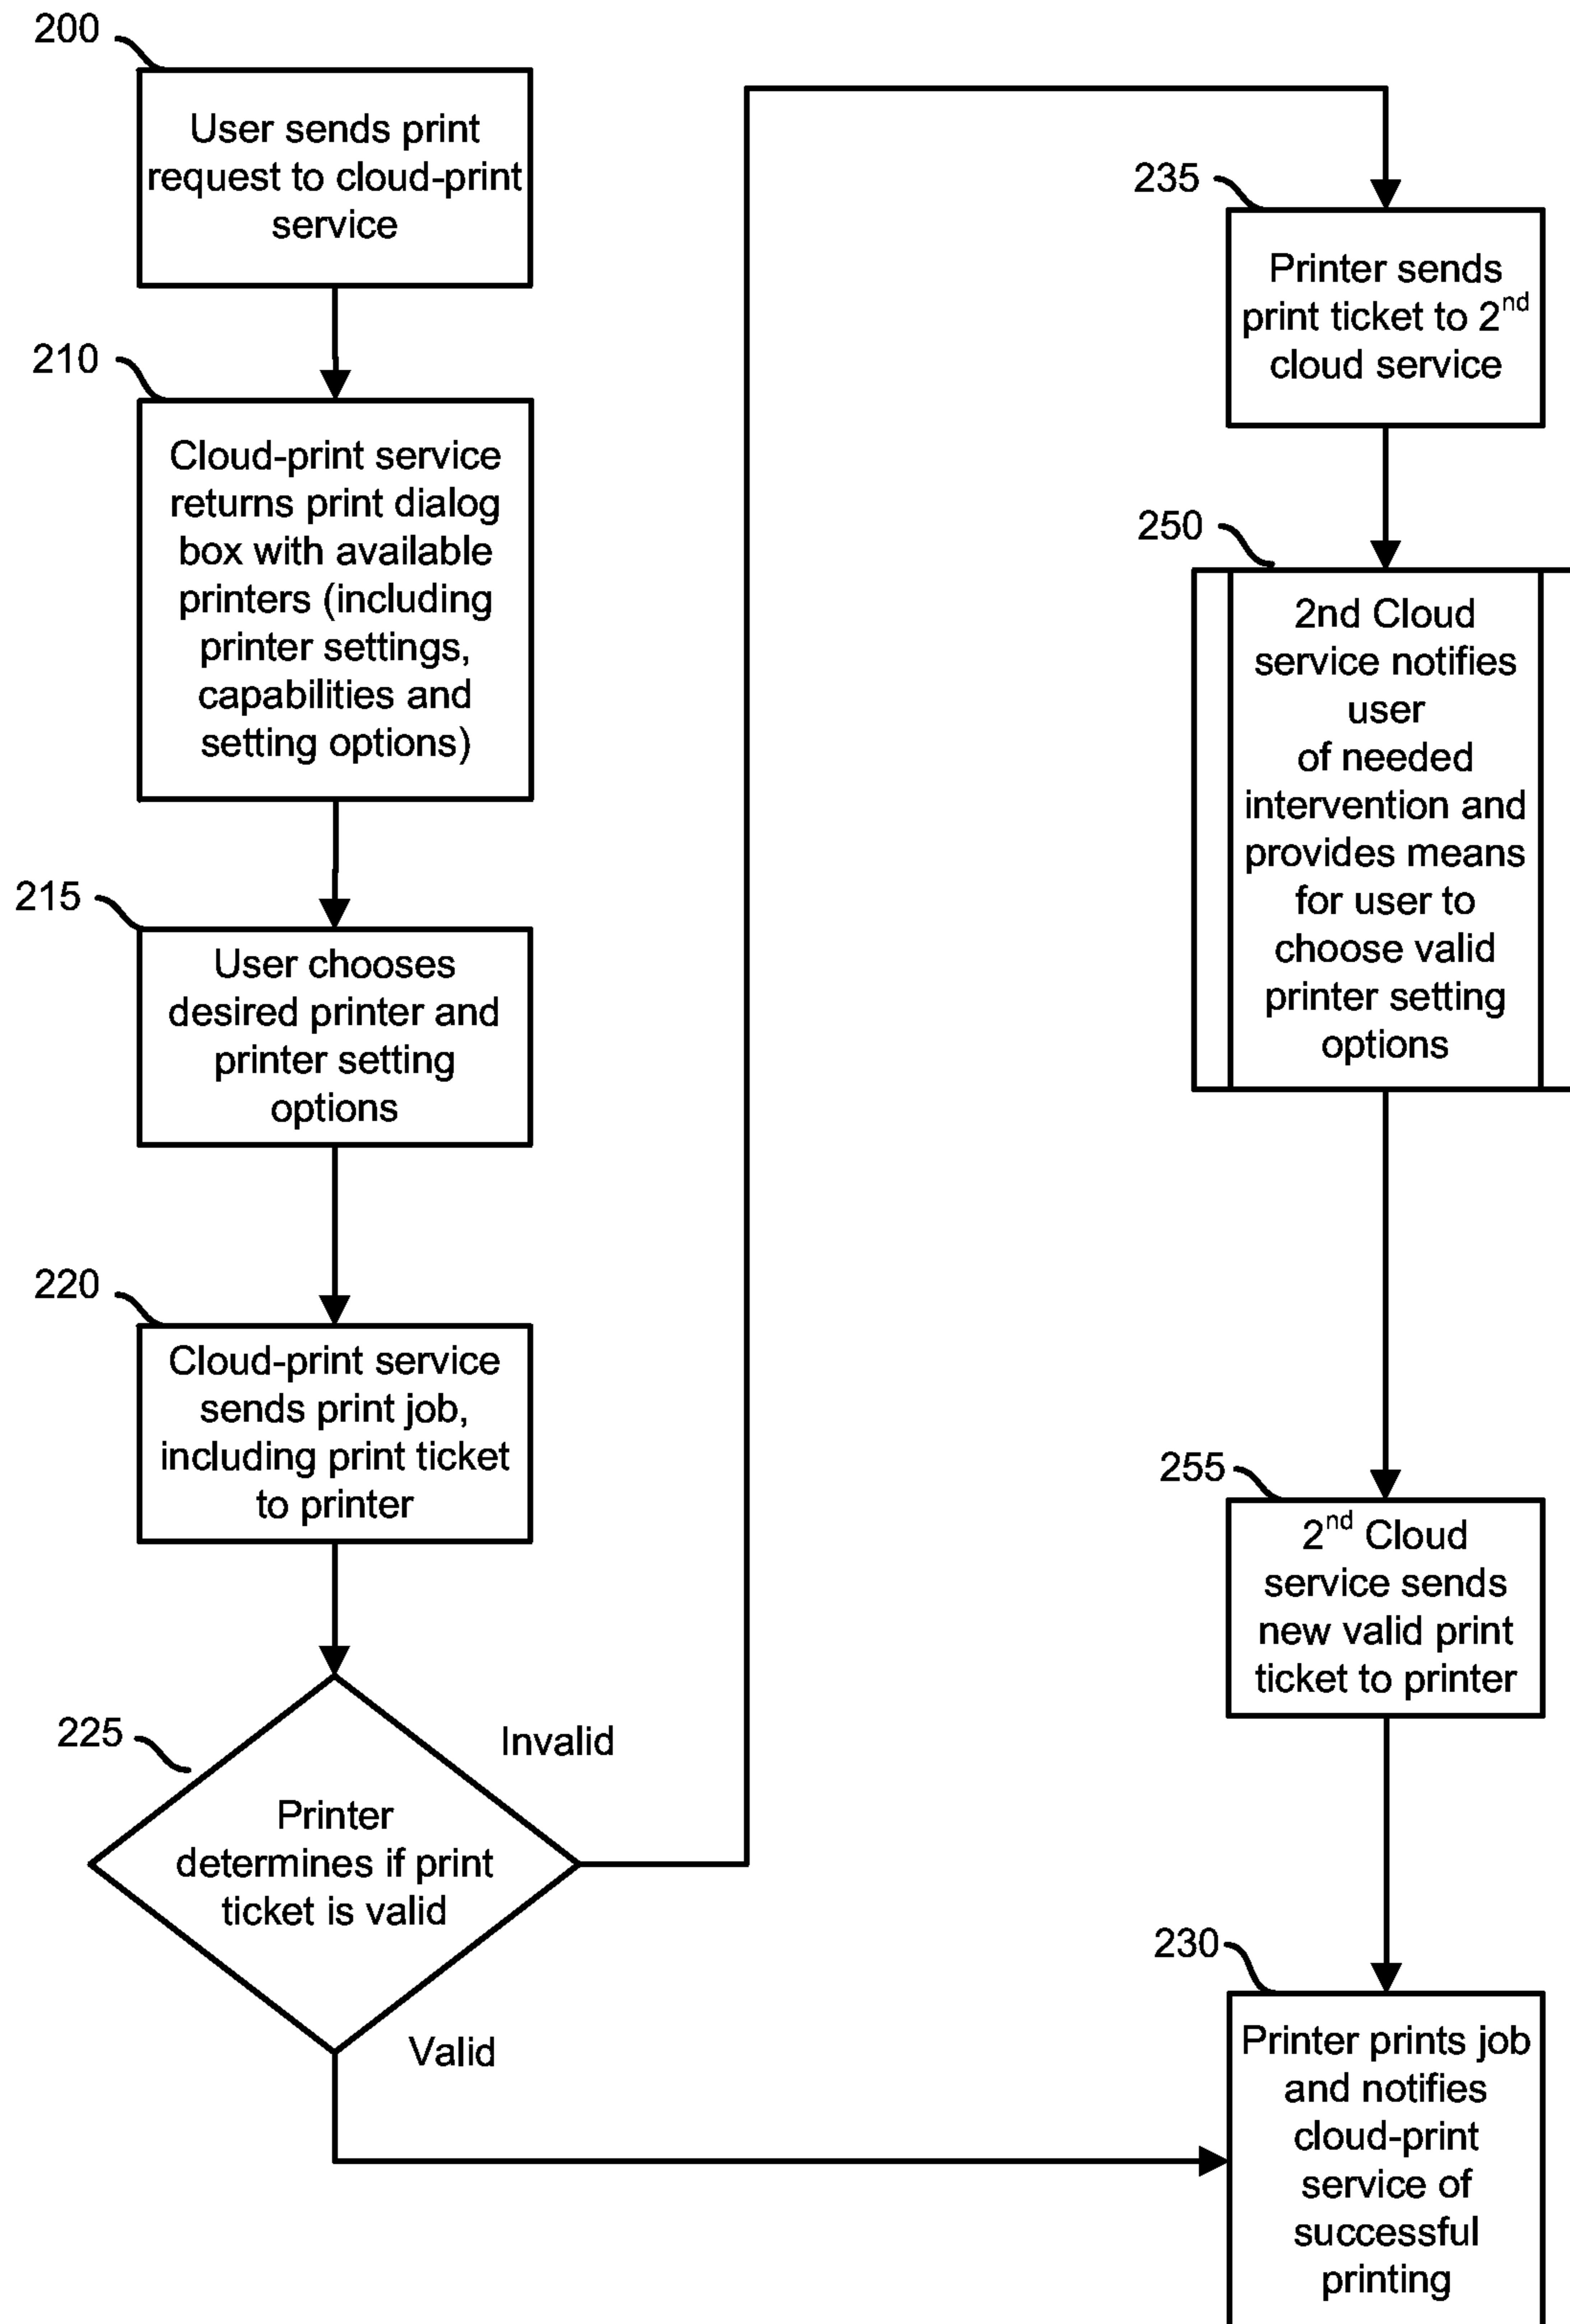 200
User sends print
request to cloud-print
service
210
Cloud-print service
returns print dialog
box with available
printers (including
printer settings,
capabilities and
setting options)
215
User chooses
desired printer and
printer setting
options
220
Cloud-print service
sends print job,
including print ticket
to printer
225
Printer
determines if print
ticket is valid
Invalid
Valid
235
Printer sends
print ticket to 2nd
cloud service
250
2nd Cloud
service notifies
user
of needed
intervention and
provides means
for user to
choose valid
printer setting
options
255
2nd Cloud
service sends
new valid print
ticket to printer
230
Printer prints job
and notifies
cloud-print
service of
successful
printing